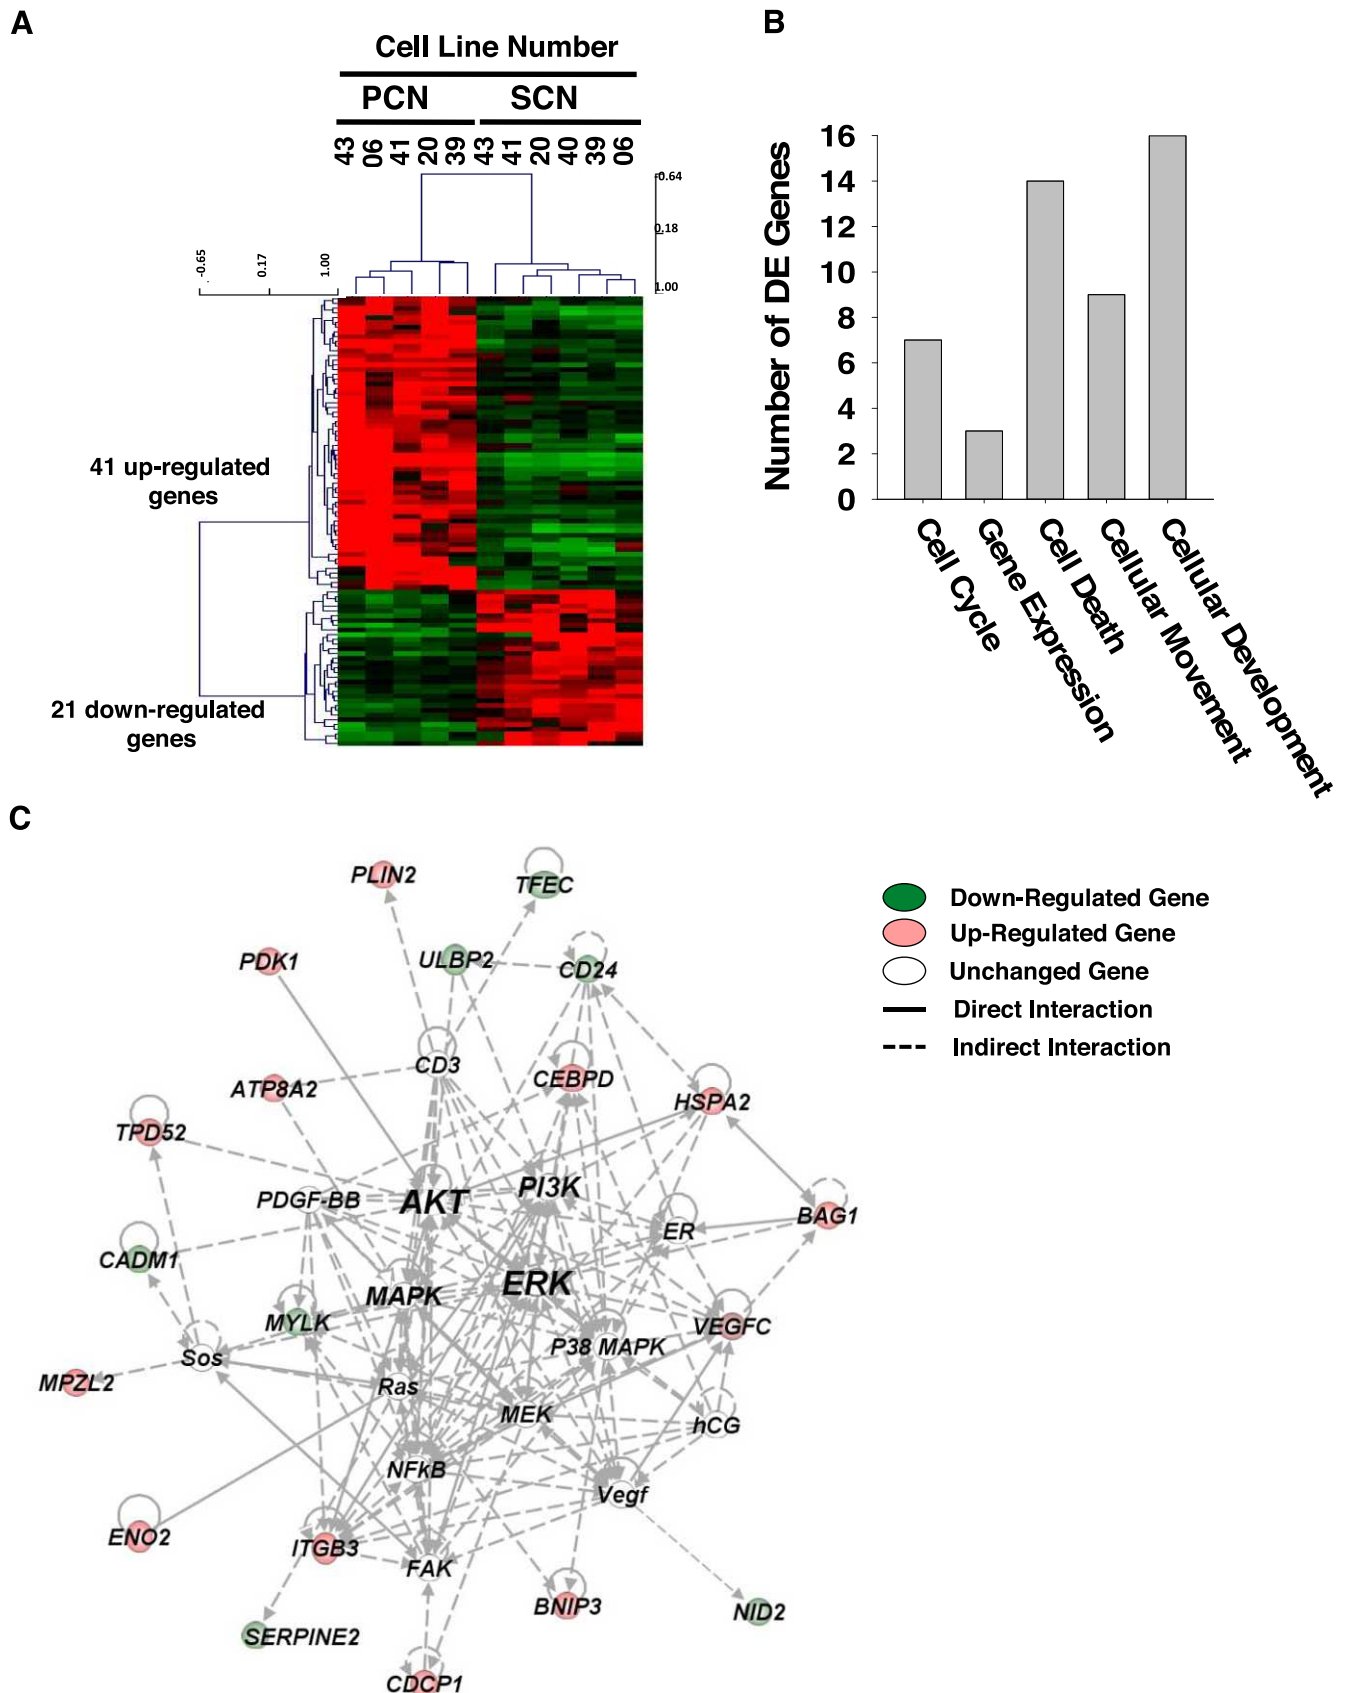 A
Cell Line Number
PCN SCN
43 06 41 20 39 43 41 20 40 39 06
-0.64
0.18
1.00
-0.65 0.17 1.00
41 up-regulated
genes
21 down-regulated
genes
B
Number of DE Genes
16
14
12
10
8
6
4
2
0
Cell Cycle
Gene Expression
Cell Death
Cellular Movement
Cellular Development
C
PLIN2
TFEC
PDK1
ULBP2
CD24
CD3
CEBPD
ATP8A2
HSPA2
TPD52
PDGF-BB
AKT
PI3K
ER
BAG1
CADM1
MAPK
ERK
MYLK
VEGFC
Sos
P38 MAPK
MPZL2
Ras
MEK
hCG
NFkB
Vegf
ENO2
ITGB3
FAK
BNIP3
NID2
SERPINE2
CDCP1
Down-Regulated Gene
Up-Regulated Gene
Unchanged Gene
Direct Interaction
Indirect Interaction